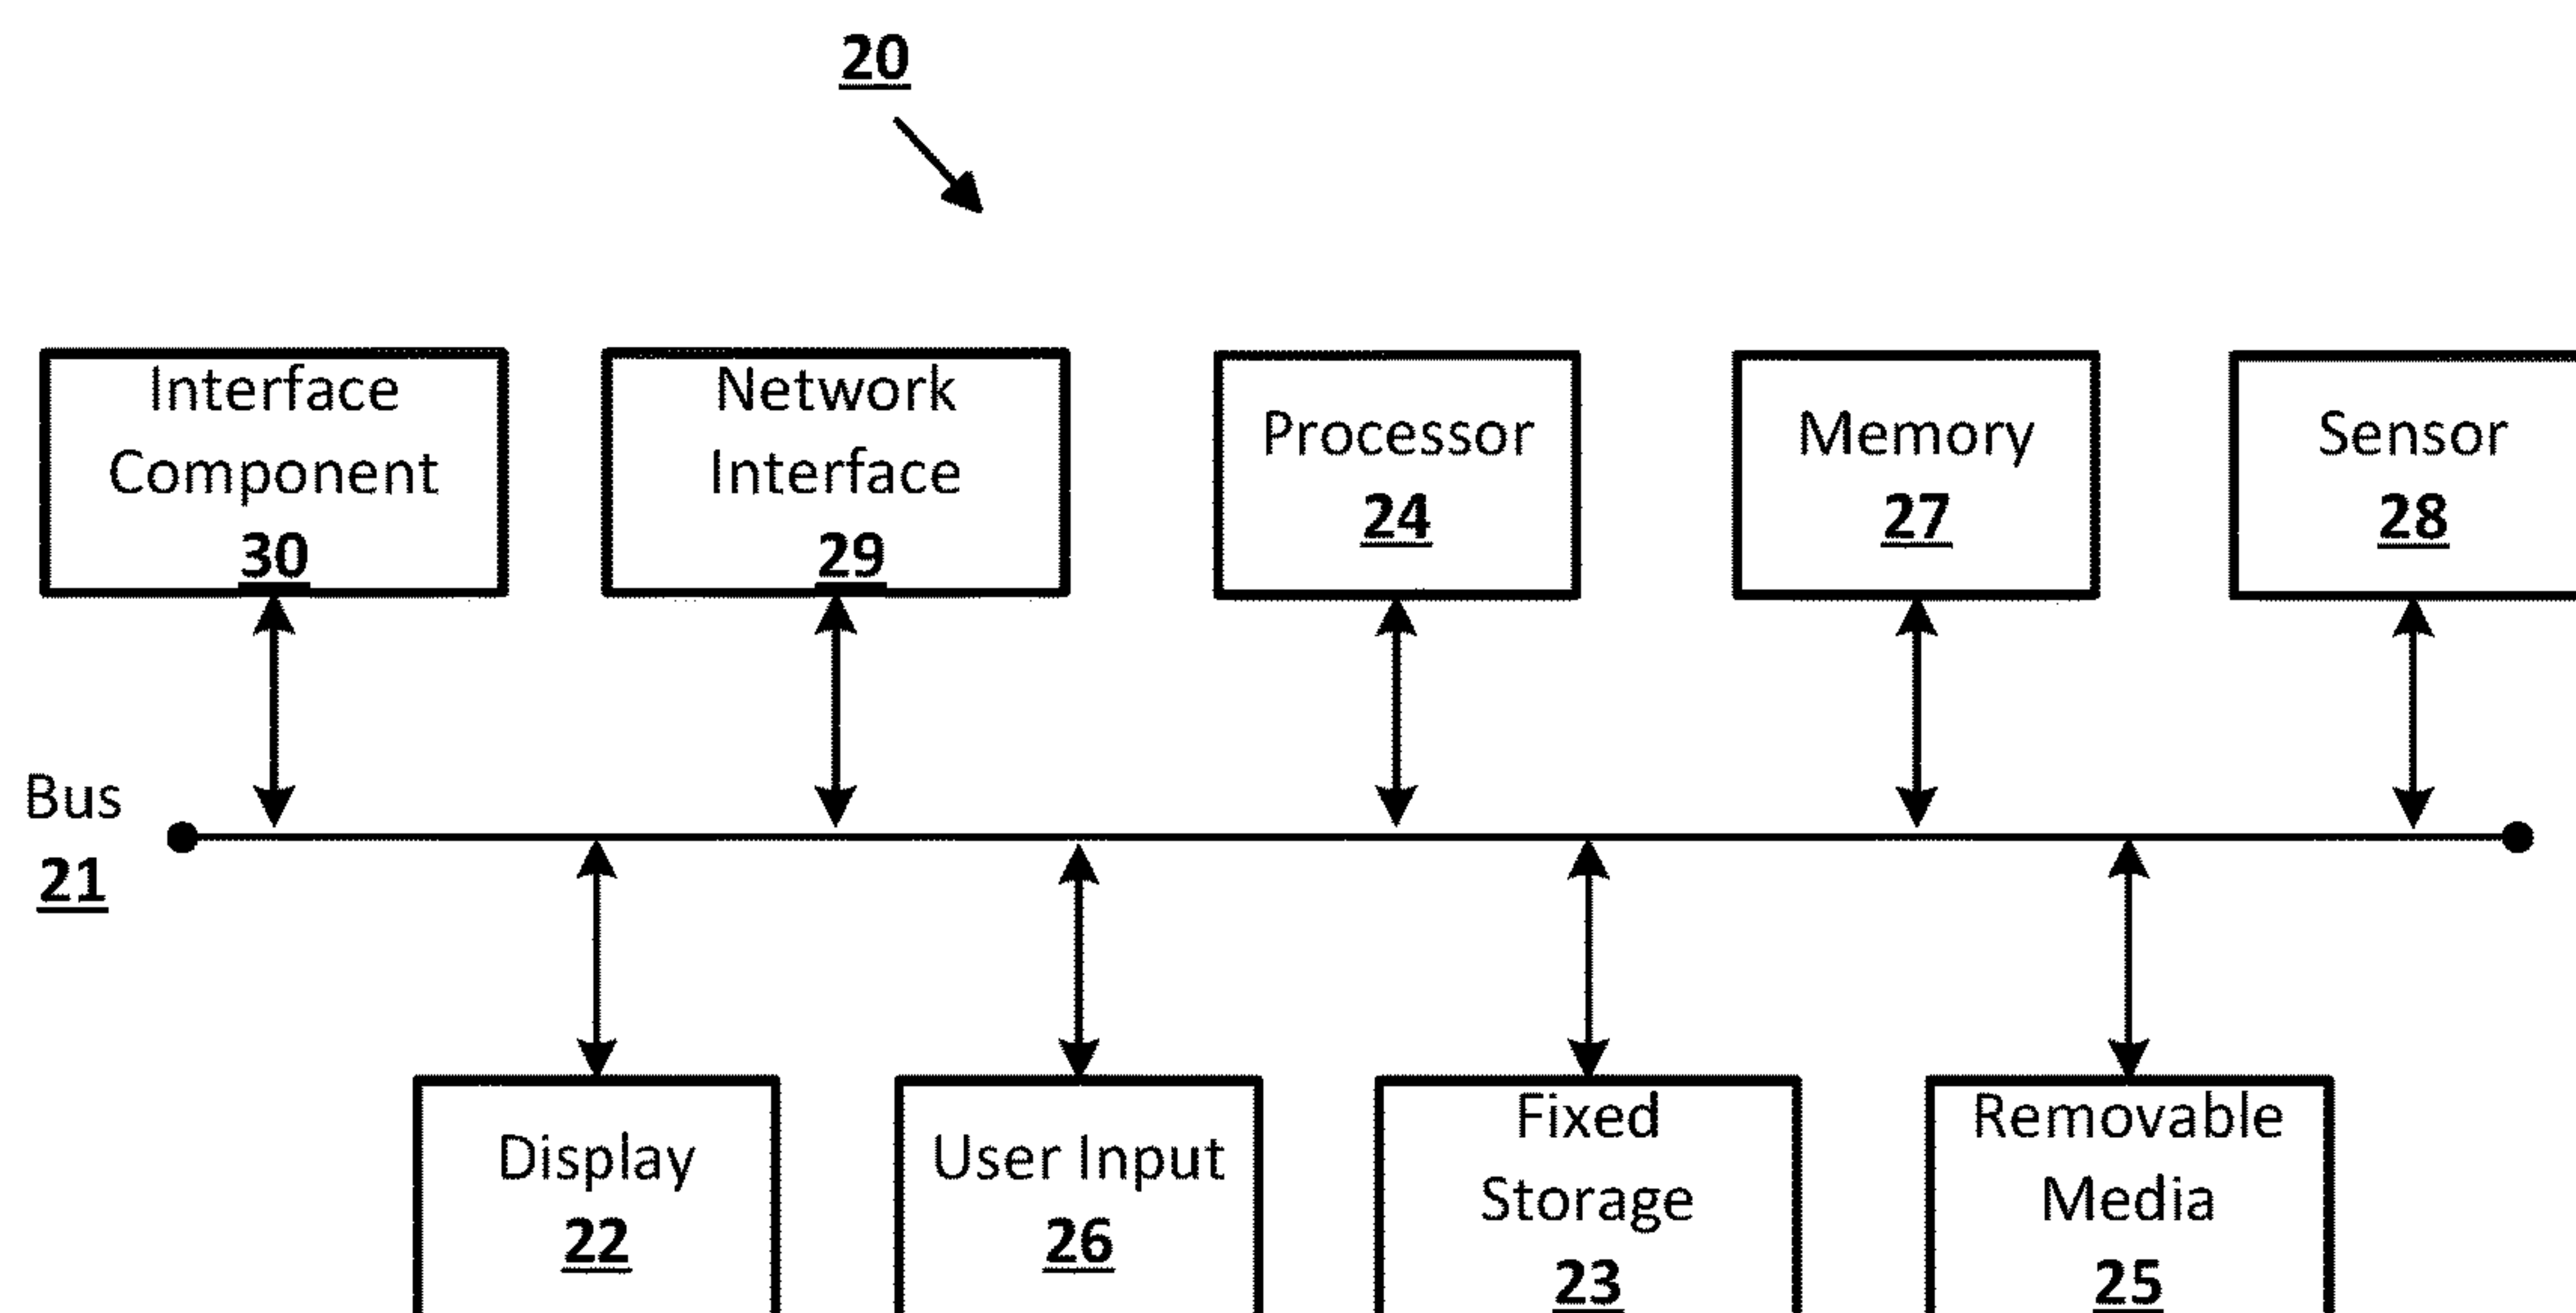 20
Interface
Component
30
Network
Interface
29
Processor
24
Memory
27
Sensor
28
Bus
21
Display
22
User Input
26
Fixed
Storage
23
Removable
Media
25